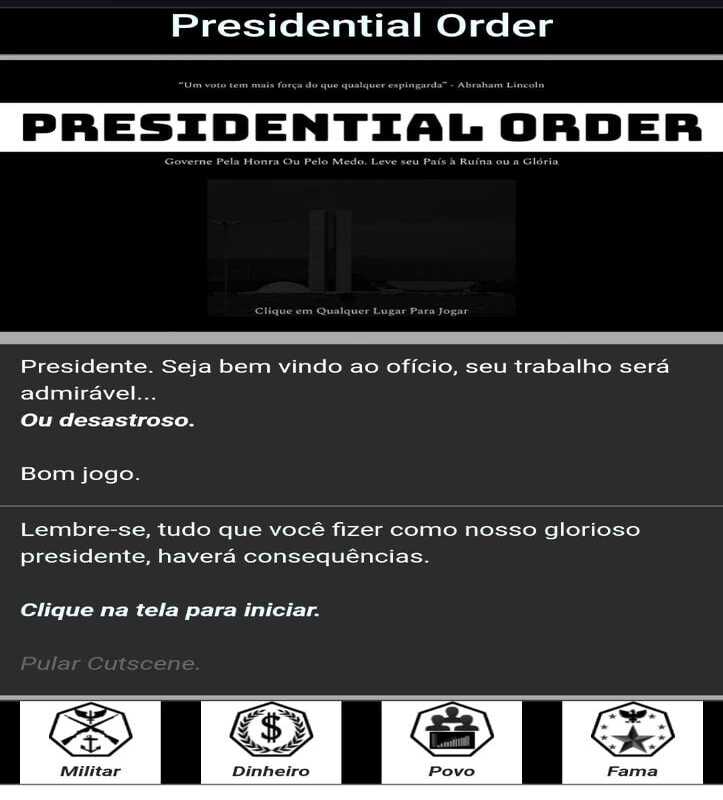 Presidential Order
"Um voto tem mais força do que qualquer espingarda" - Abraham Lincoln
PRESIDENTIAL ORDER
Governe Pela Honra Ou Pelo Medo. Leve seu País à Ruína ou a Glória
Clique em Qualquer Lugar Para Jogar
Presidente. Seja bem vindo ao ofício, seu trabalho será
admirável...
Ou desastroso.
Bom jogo.
Lembre-se, tudo que você fizer como nosso glorioso
presidente, haverá consequências.
Clique na tela para iniciar.
Pular Cutscene.
Militar
Dinheiro
Povo
Fama